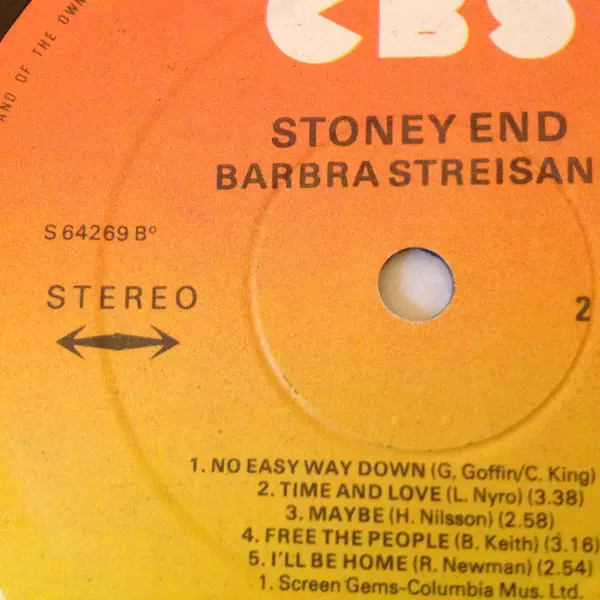 AND OF THE OWN
CBS
STONEY END
BARBRA STREISAN
S 64269 Bº
STEREO
2
1. NO EASY WAY DOWN (G. Goffin/C. King)
2. TIME AND LOVE (L. Nyro) (3.38)
3. MAYBE (H. Nilsson) (2.58)
4. FREE THE PEOPLE (B. Keith) (3.16)
5. I'LL BE HOME (R. Newman) (2.54)
1. Screen Gems-Columbia Mus. Ltd.